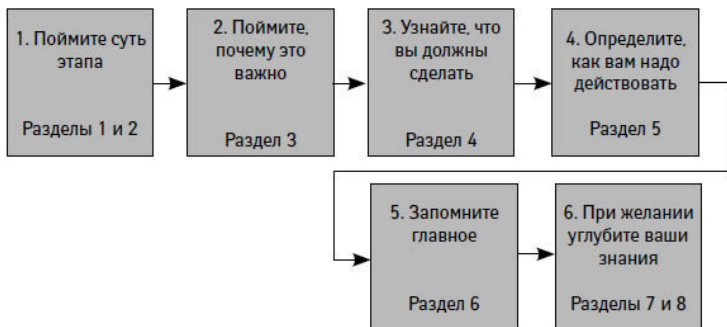 1. Поймите суть
этапа
Разделы 1 и 2
2. Поймите,
почему это
важно
Раздел 3
3. Узнайте, что
вы должны
сделать
Раздел 4
4. Определите,
как вам надо
действовать
Раздел 5
5. Запомните
главное
Раздел 6
6. При желании
углубите ваши
знания
Разделы 7 и 8